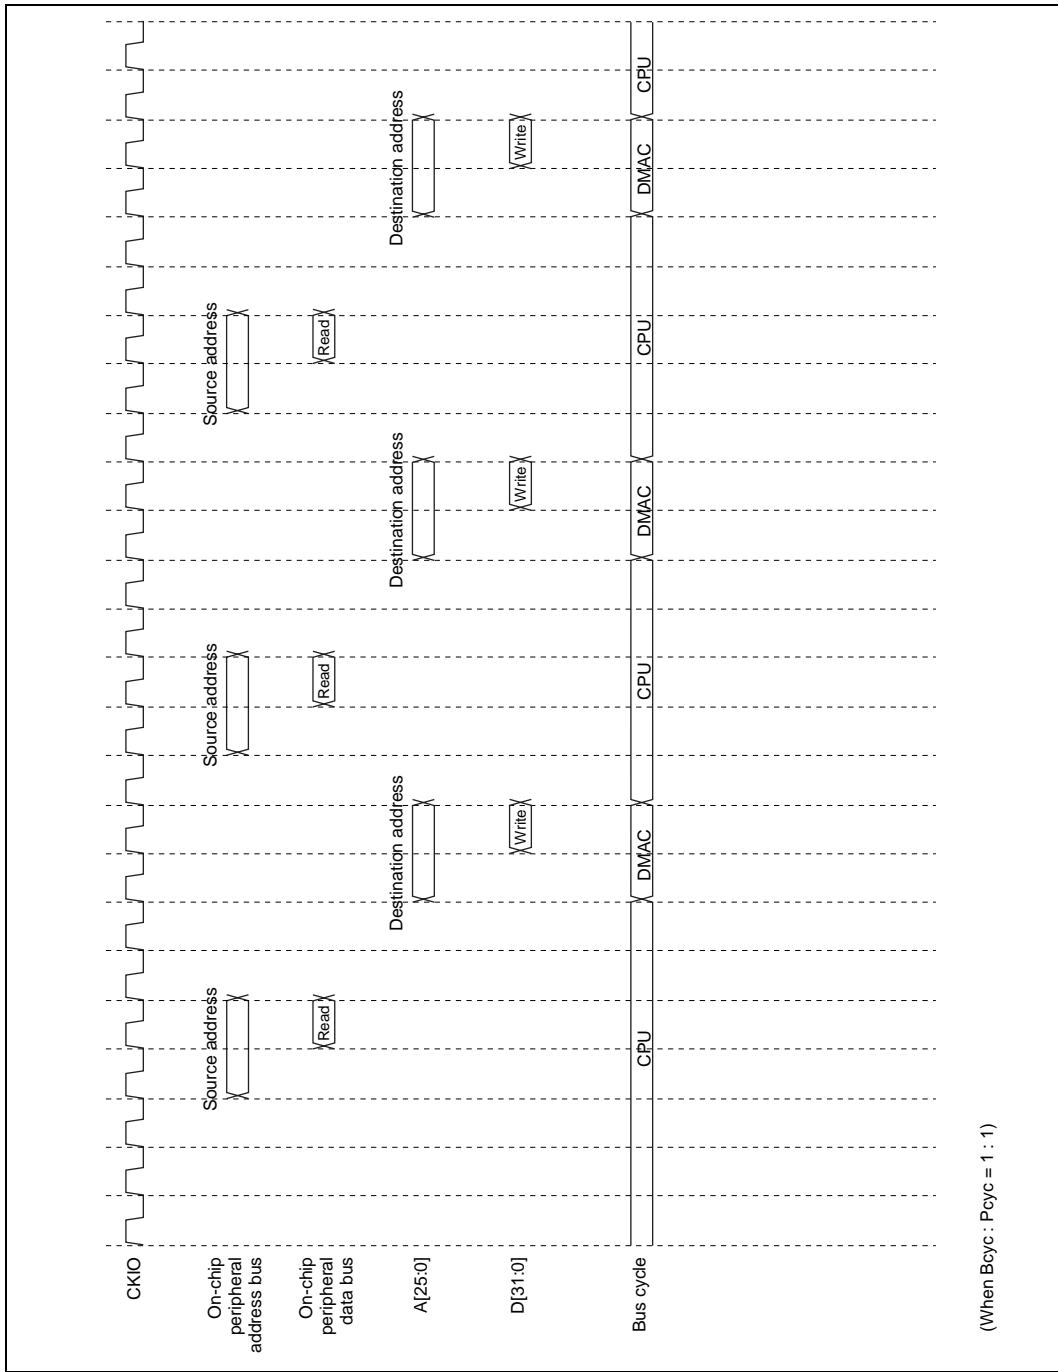 CKIO
On-chip
peripheral
address bus
Source address
Source address
Source address
On-chip
peripheral
data bus
Read
Read
Read
A[25:0]
Destination address
Destination address
Destination address
D[31:0]
Write
Write
Write
Bus cycle
CPU
DMAC
CPU
DMAC
CPU
DMAC
CPU
(When Bcyc : Pcyc = 1 : 1)